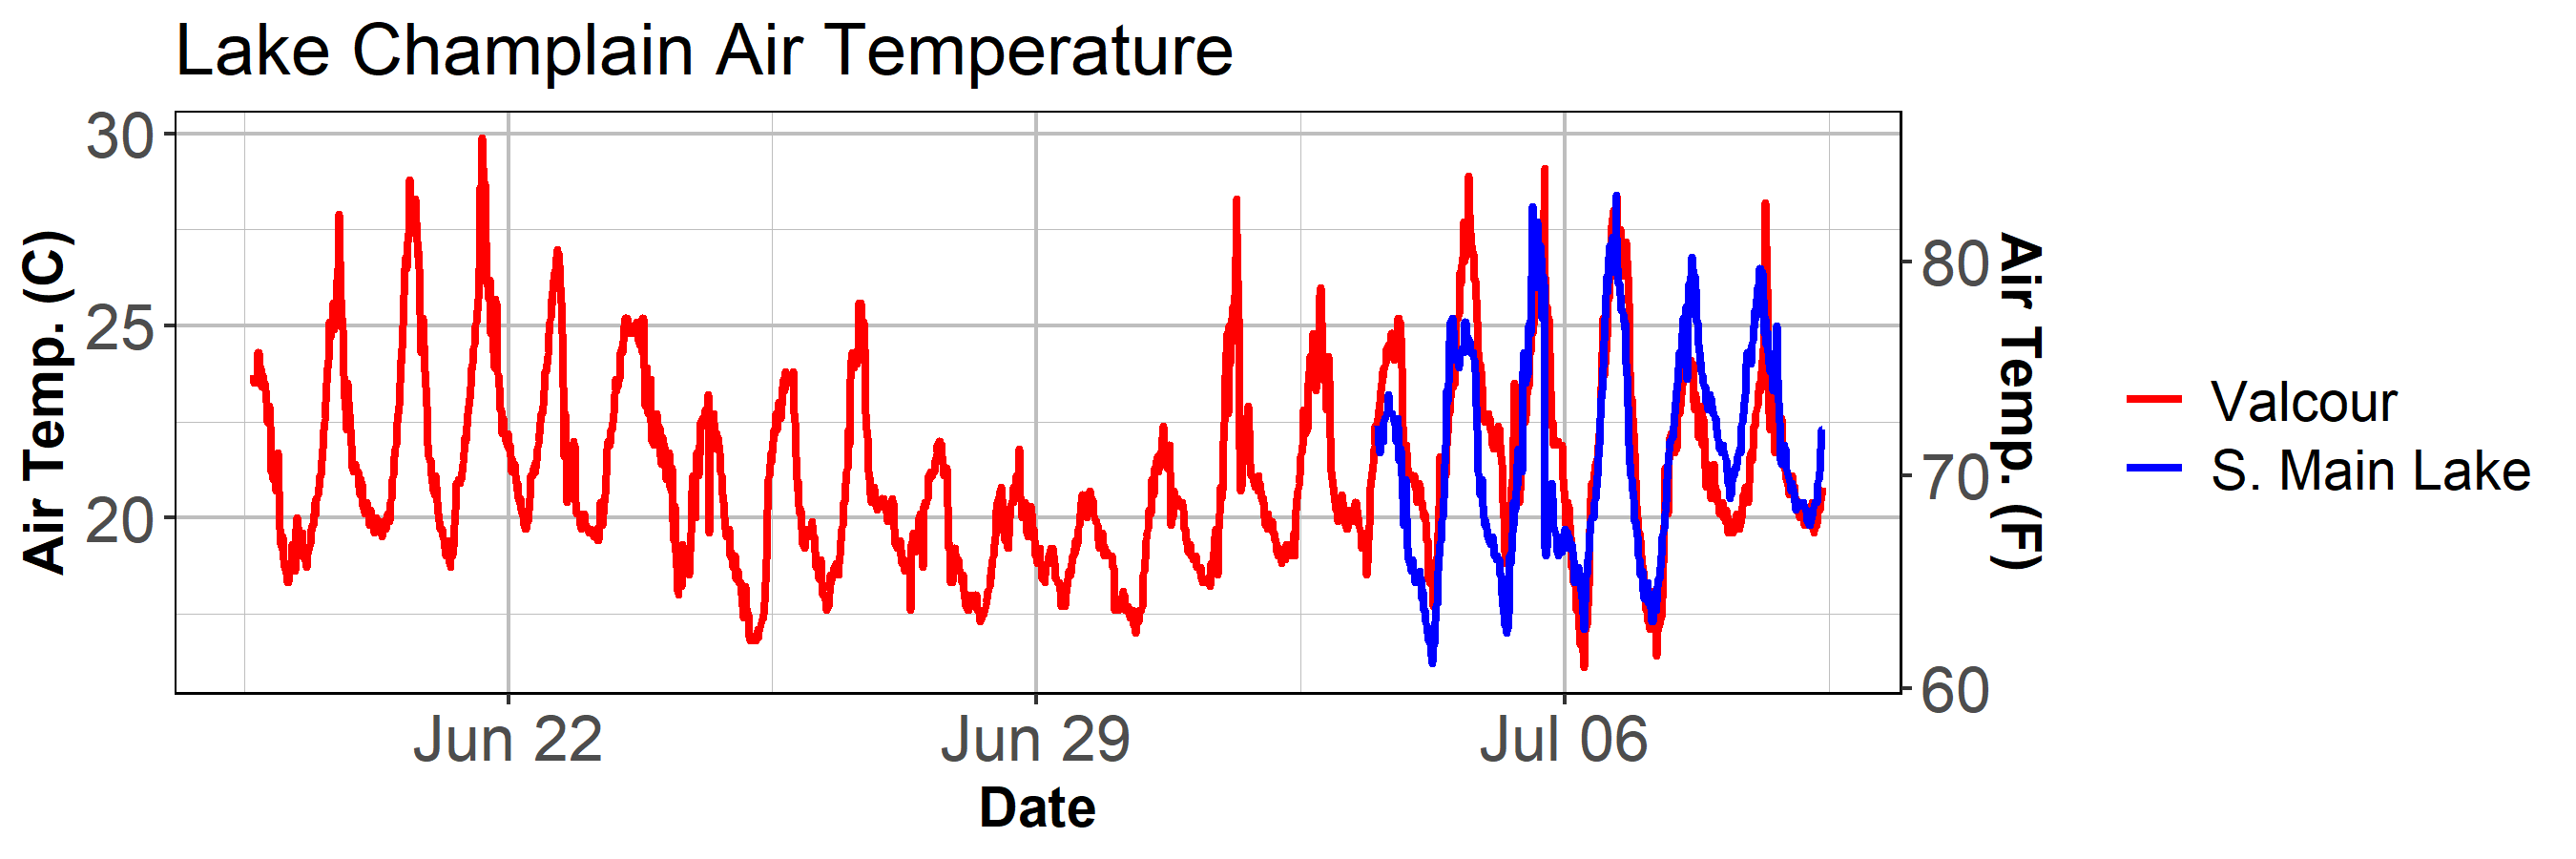 Lake Champlain Air Temperature
Air Temp. (C)
30
25
20
Air Temp. (F)
80
70
60
Jun 22
Jun 29
Jul 06
Date
Valcour
S. Main Lake